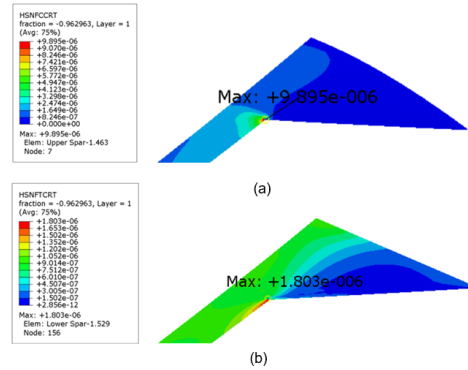 HSNFCCRT
fraction = -0.962963, Layer = 1
(Avg: 75%)
+9.895e-06
+9.070e-06
+8.246e-06
+7.421e-06
+6.597e-06
+5.772e-06
+4.947e-06
+4.123e-06
+3.298e-06
+2.474e-06
+1.649e-06
+8.246e-07
+0.000e+00
Max: +9.895e-06
Elem: Upper Spar-1.463
Node: 7
Max: +9.895e-006
(a)
HSNFTCRT
fraction = -0.962963, Layer = 1
(Avg: 75%)
+1.803e-06
+1.653e-06
+1.502e-06
+1.352e-06
+1.202e-06
+1.052e-06
+9.014e-07
+7.512e-07
+6.010e-07
+4.507e-07
+3.005e-07
+1.502e-07
+2.856e-12
Max: +1.803e-06
Elem: Lower Spar-1.529
Node: 156
Max: +1.803e-006
(b)